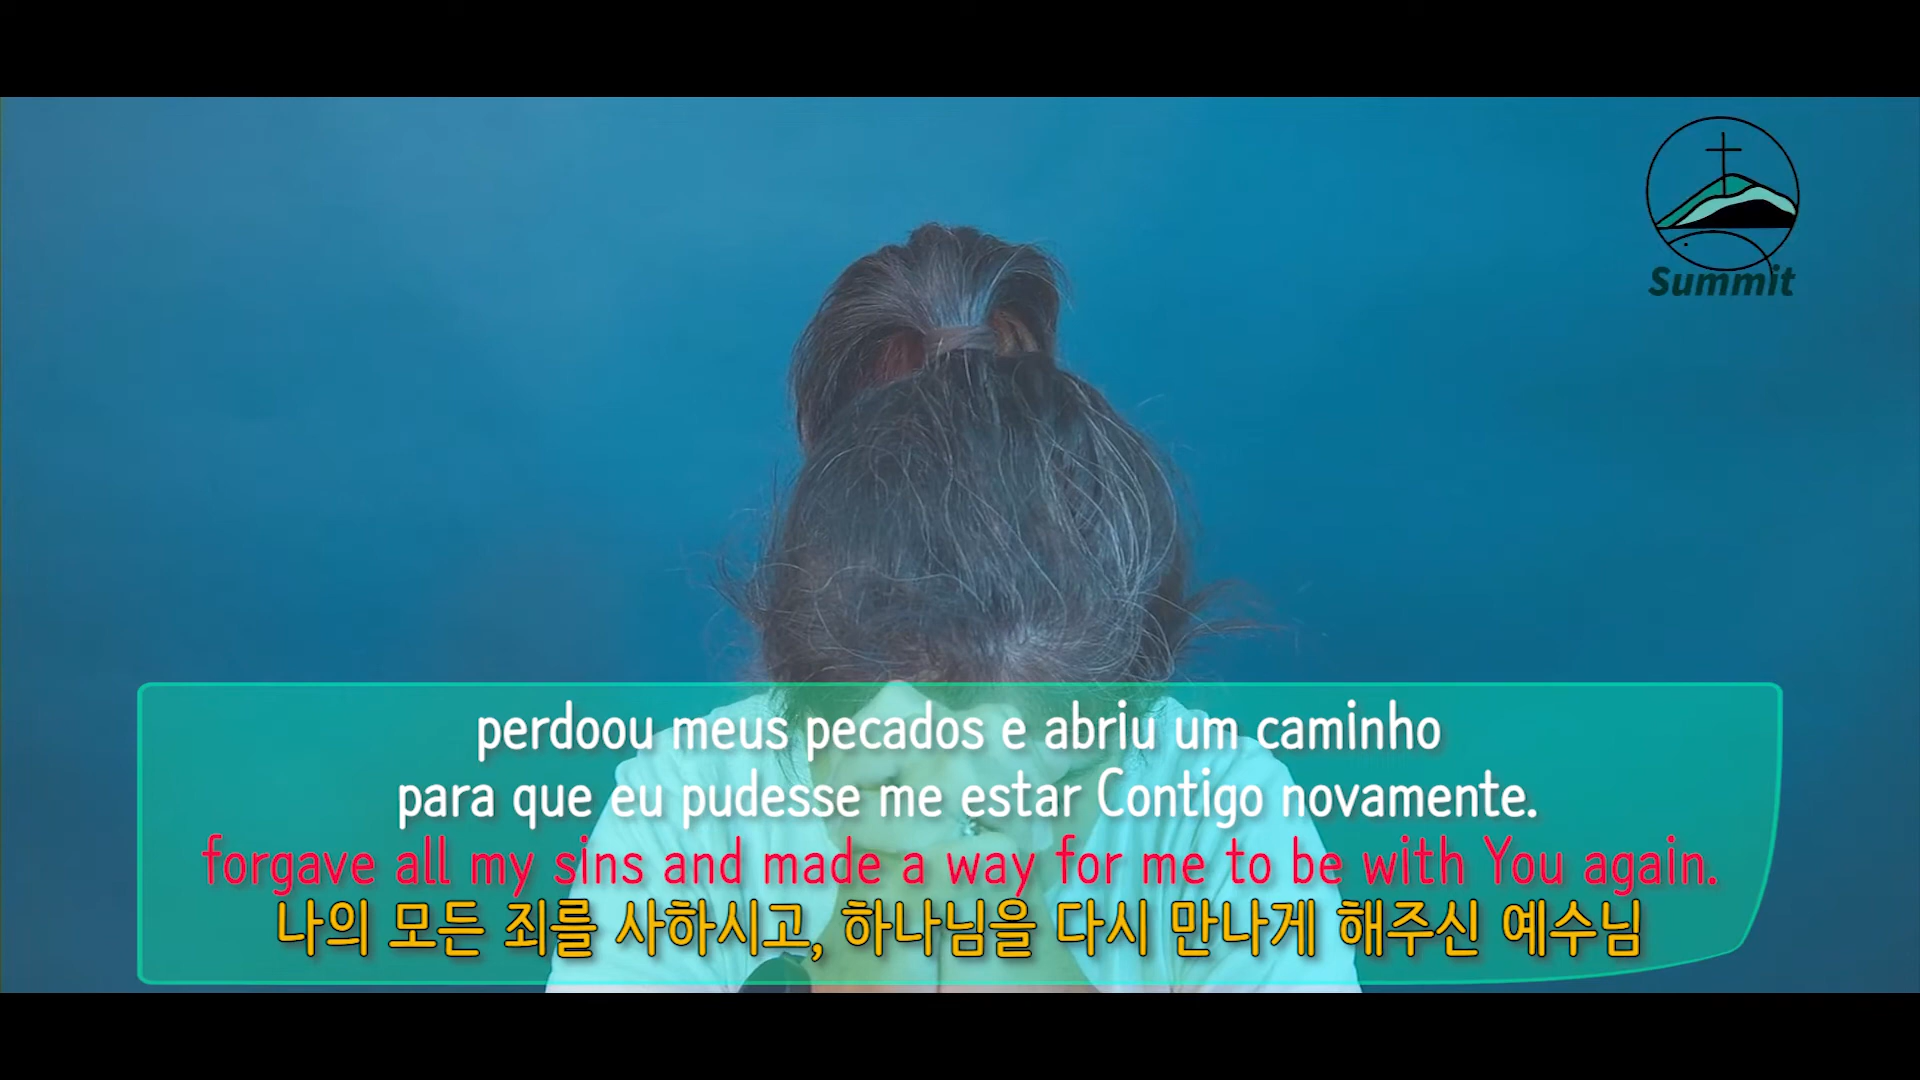 Summit
perdoou meus pecados e abriu um caminho
para que eu pudesse me estar Contigo novamente.
forgave all my sins and made a way for me to be with You again.
나의 모든 죄를 사하시고, 하나님을 다시 만나게 해주신 예수님